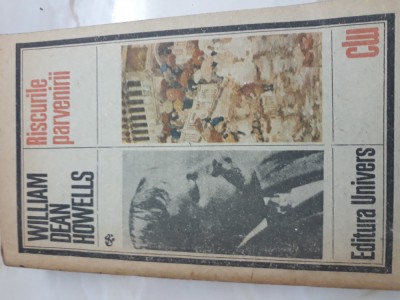 WILLIAM
DEAN
HOWELLS
Riscurile
parvenirii
Editura Univers
Clu